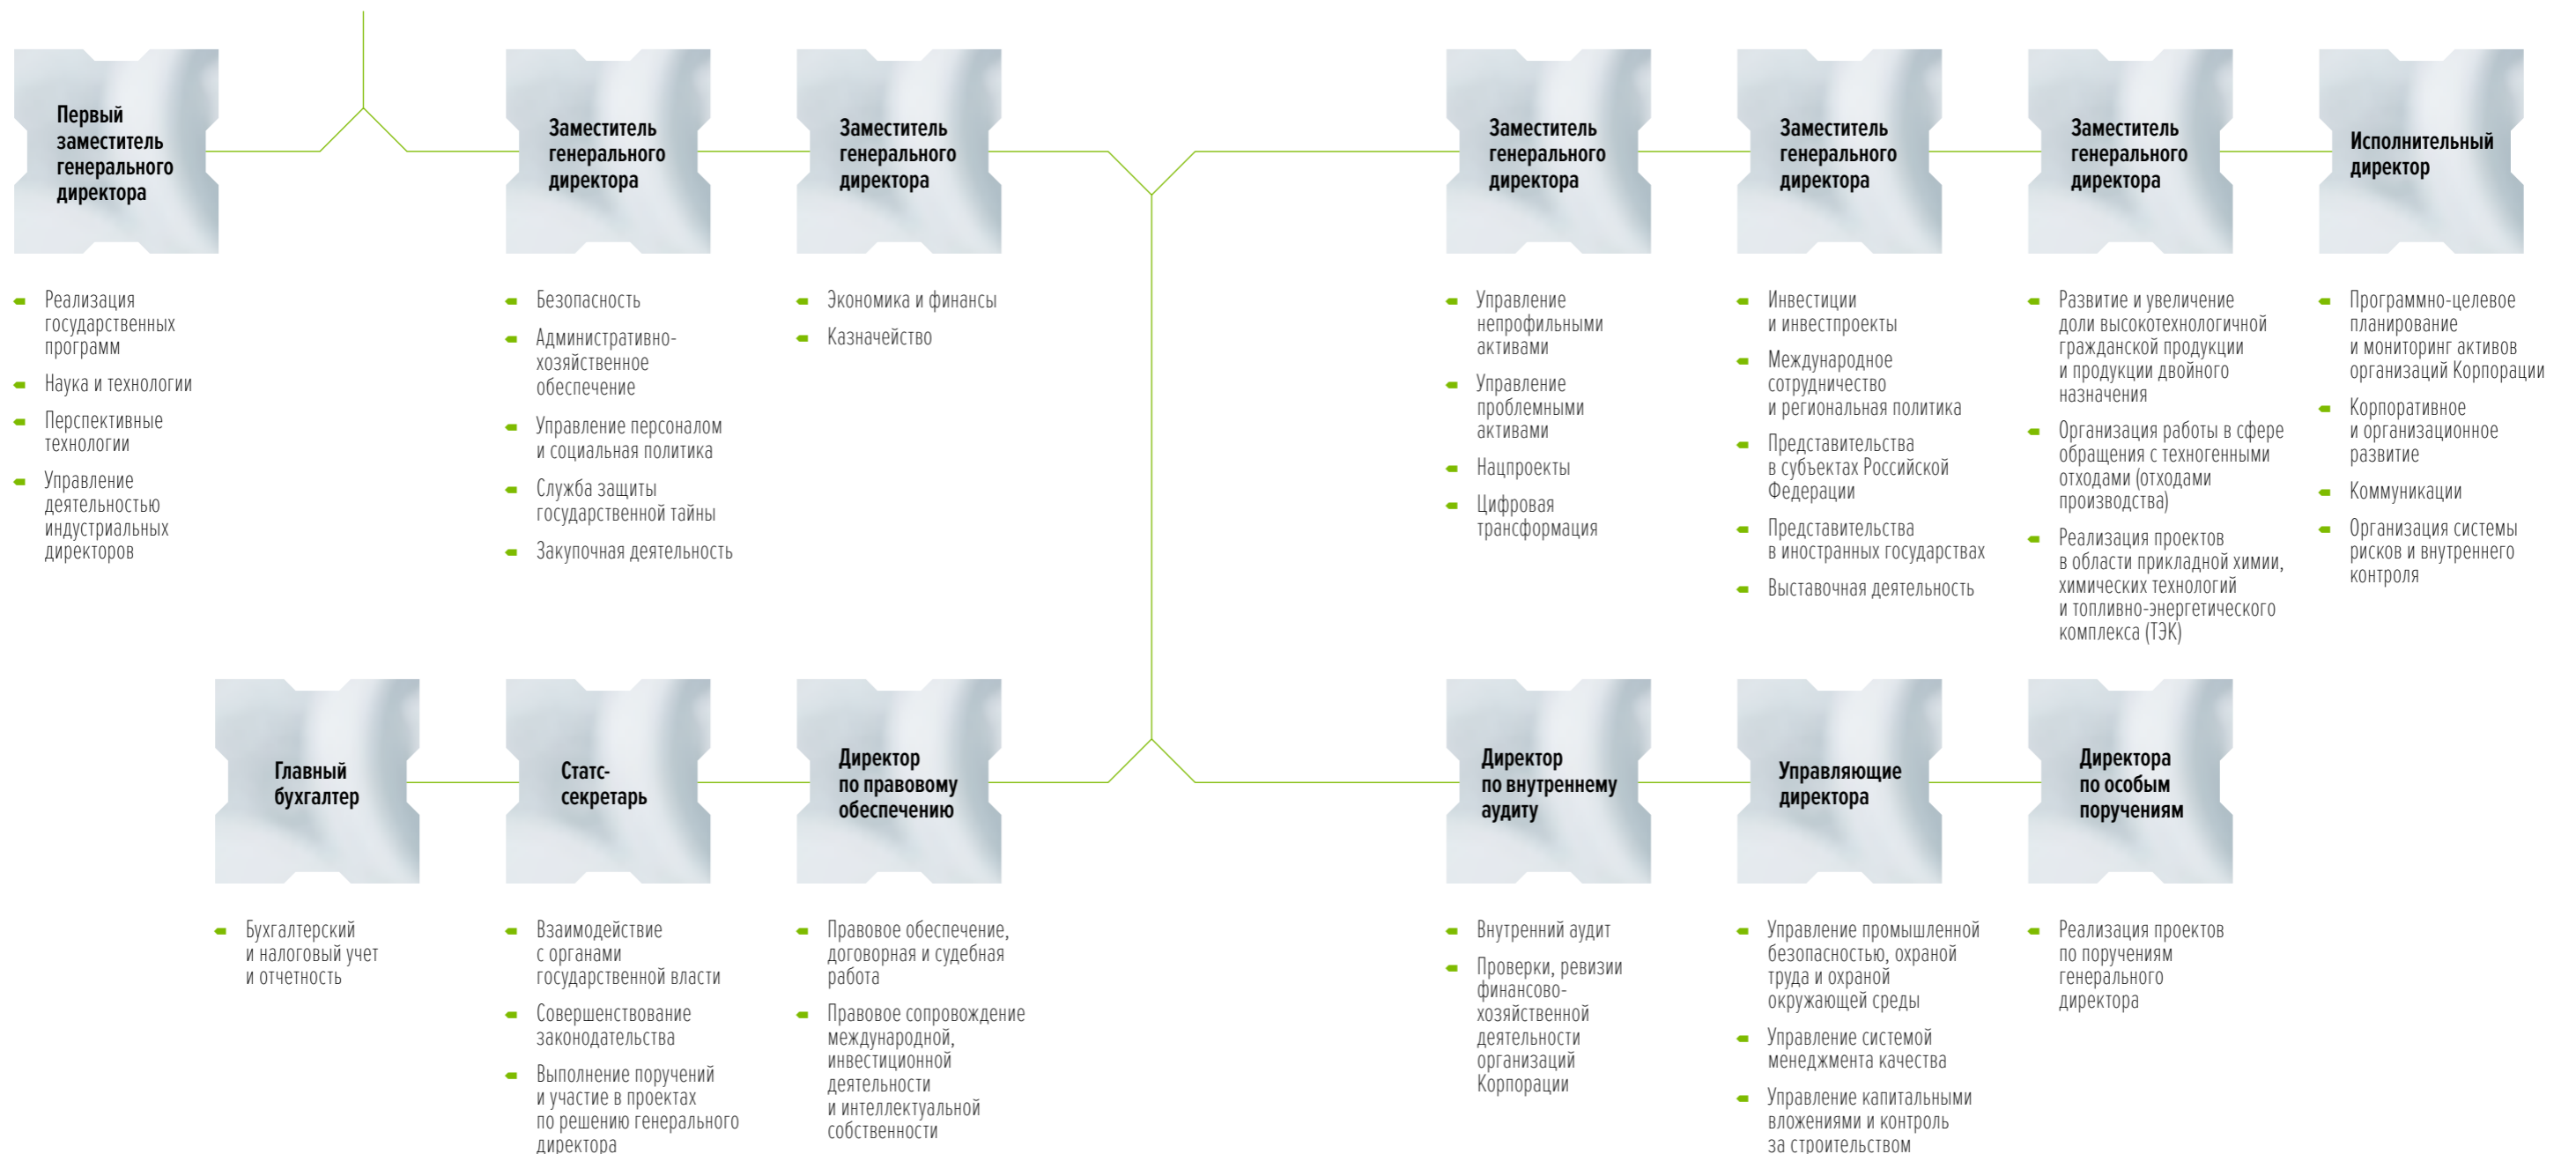 Первый
заместитель
генерального
директора
Реализация
государственных
программ
Наука и технологии
Перспективные
технологии
Управление
деятельностью
индустриальных
директоров
Заместитель
генерального
директора
Безопасность
Административно-
хозяйственное
обеспечение
Управление персоналом
и социальная политика
Служба защиты
государственной тайны
Закупочная деятельность
Заместитель
генерального
директора
Экономика и финансы
Казначейство
Заместитель
генерального
директора
Управление
непрофильными
активами
Управление
проблемными
активами
Нацпроекты
Цифровая
трансформация
Заместитель
генерального
директора
Инвестиции
и инвестпроекты
Международное
сотрудничество
и региональная политика
Представительства
в субъектах Российской
Федерации
Представительства
в иностранных государствах
Выставочная деятельность
Заместитель
генерального
директора
Развитие и увеличение
доли высокотехнологичной
гражданской продукции
и продукции двойного
назначения
Организация работы в сфере
обращения с техногенными
отходами (отходами
производства)
Реализация проектов
в области прикладной химии,
химических технологий
и топливно-энергетического
комплекса (ТЭК)
Исполнительный
директор
Программно-целевое
планирование
и мониторинг активов
организаций Корпорации
Корпоративное
и организационное
развитие
Коммуникации
Организация системы
рисков и внутреннего
контроля
Главный
бухгалтер
Бухгалтерский
и налоговый учет
и отчетность
Статс-
секретарь
Взаимодействие
с органами
государственной власти
Совершенствование
законодательства
Выполнение поручений
и участие в проектах
по решению генерального
директора
Директор
по правовому
обеспечению
Правовое обеспечение,
договорная и судебная
работа
Правовое сопровождение
международной,
инвестиционной
деятельности
и интеллектуальной
собственности
Директор
по внутреннему
аудиту
Внутренний аудит
Проверки, ревизии
финансово-
хозяйственной
деятельности
организаций
Корпорации
Управляющие
директора
Управление промышленной
безопасностью, охраной
труда и охраной
окружающей среды
Управление системой
менеджмента качества
Управление капитальными
вложениями и контроль
за строительством
Директора
по особым
поручениям
Реализация проектов
по поручениям
генерального
директора